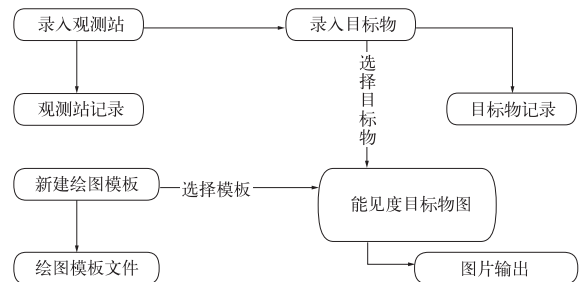 录入观测站
录入目标物
选择目标物
观测站记录
目标物记录
新建绘图模板
选择模板
能见度目标物图
绘图模板文件
图片输出